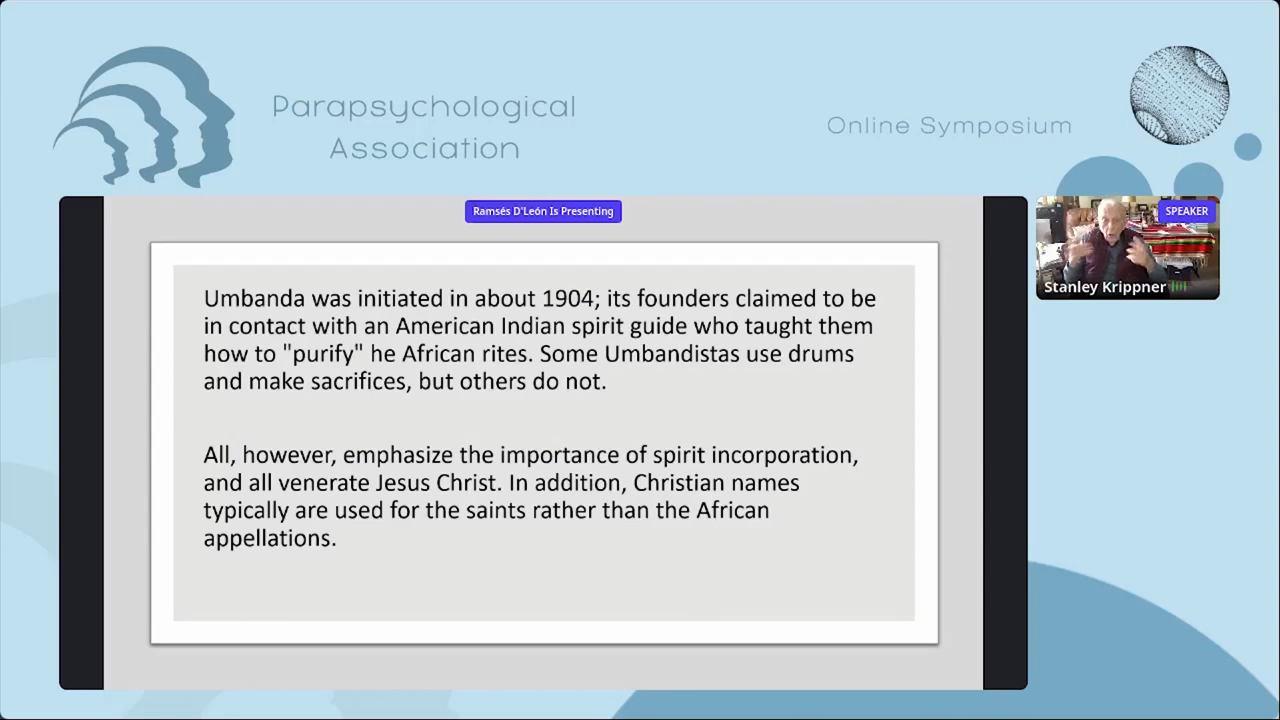 Parapsychological
Association
Online Symposium
Ramsés D'León Is Presenting
SPEAKER
Stanley Krippner
Umbanda was initiated in about 1904; its founders claimed to be
in contact with an American Indian spirit guide who taught them
how to "purify" he African rites. Some Umbandistas use drums
and make sacrifices, but others do not.
All, however, emphasize the importance of spirit incorporation,
and all venerate Jesus Christ. In addition, Christian names
typically are used for the saints rather than the African
appellations.